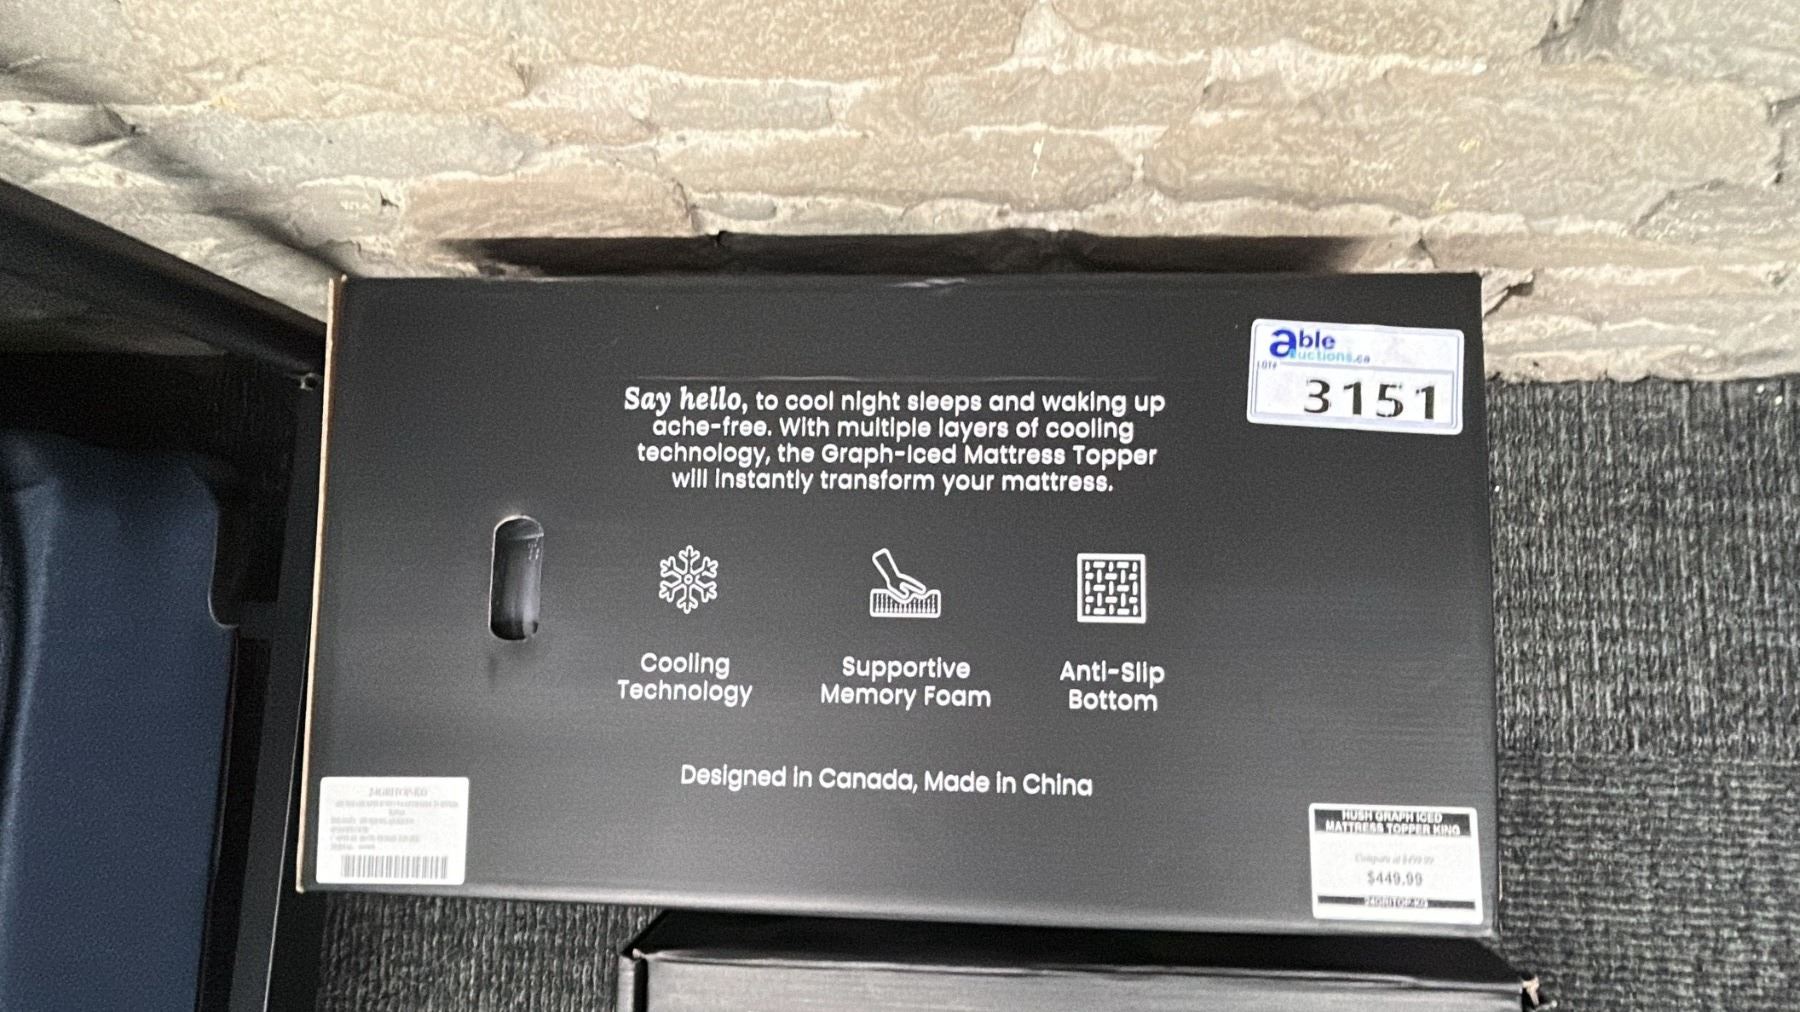 able
auctions.ca
LOT#
3151
Say hello, to cool night sleeps and waking up
ache-free. With multiple layers of cooling
technology, the Graph-Iced Mattress Topper
will instantly transform your mattress.
Cooling
Technology
Supportive
Memory Foam
Anti-Slip
Bottom
Designed in Canada, Made in China
HUSH GRAPH ICED
MATTRESS TOPPER KING
Compare at
$449.99